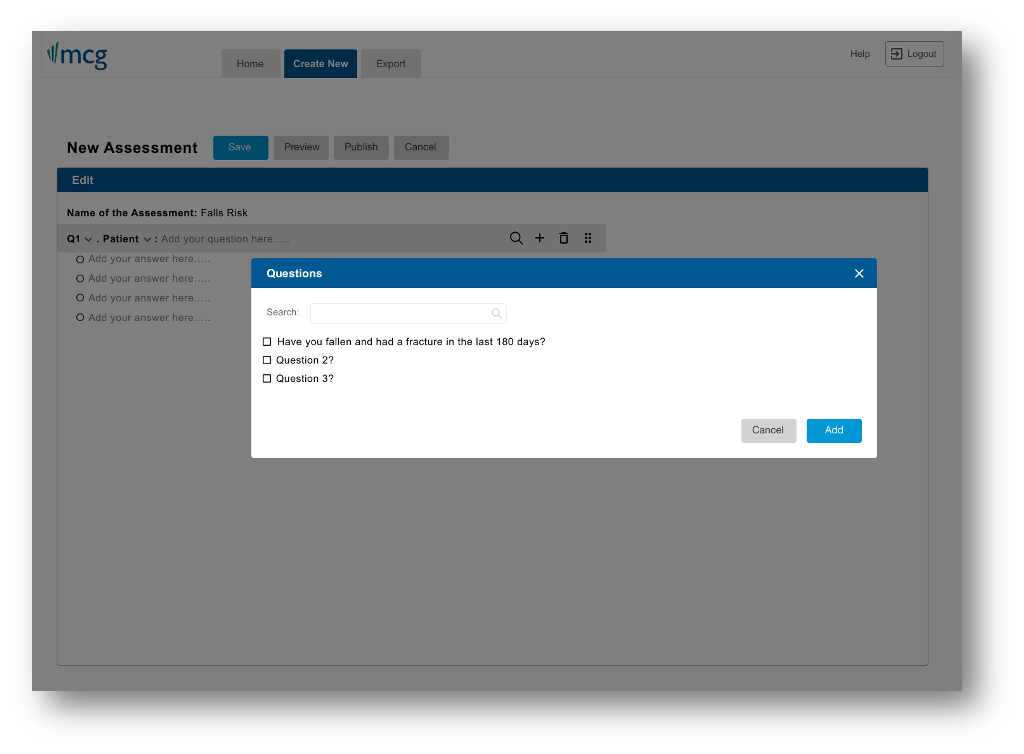 mcg
Home
Create New
Export
Help
Logout
New Assessment
Save
Preview
Publish
Cancel
Edit
Name of the Assessment: Falls Risk
Q1 . Patient : Add your question here.....
Add your answer here.....
Add your answer here.....
Add your answer here.....
Add your answer here.....
Questions
Search:
Have you fallen and had a fracture in the last 180 days?
Question 2?
Question 3?
Cancel
Add